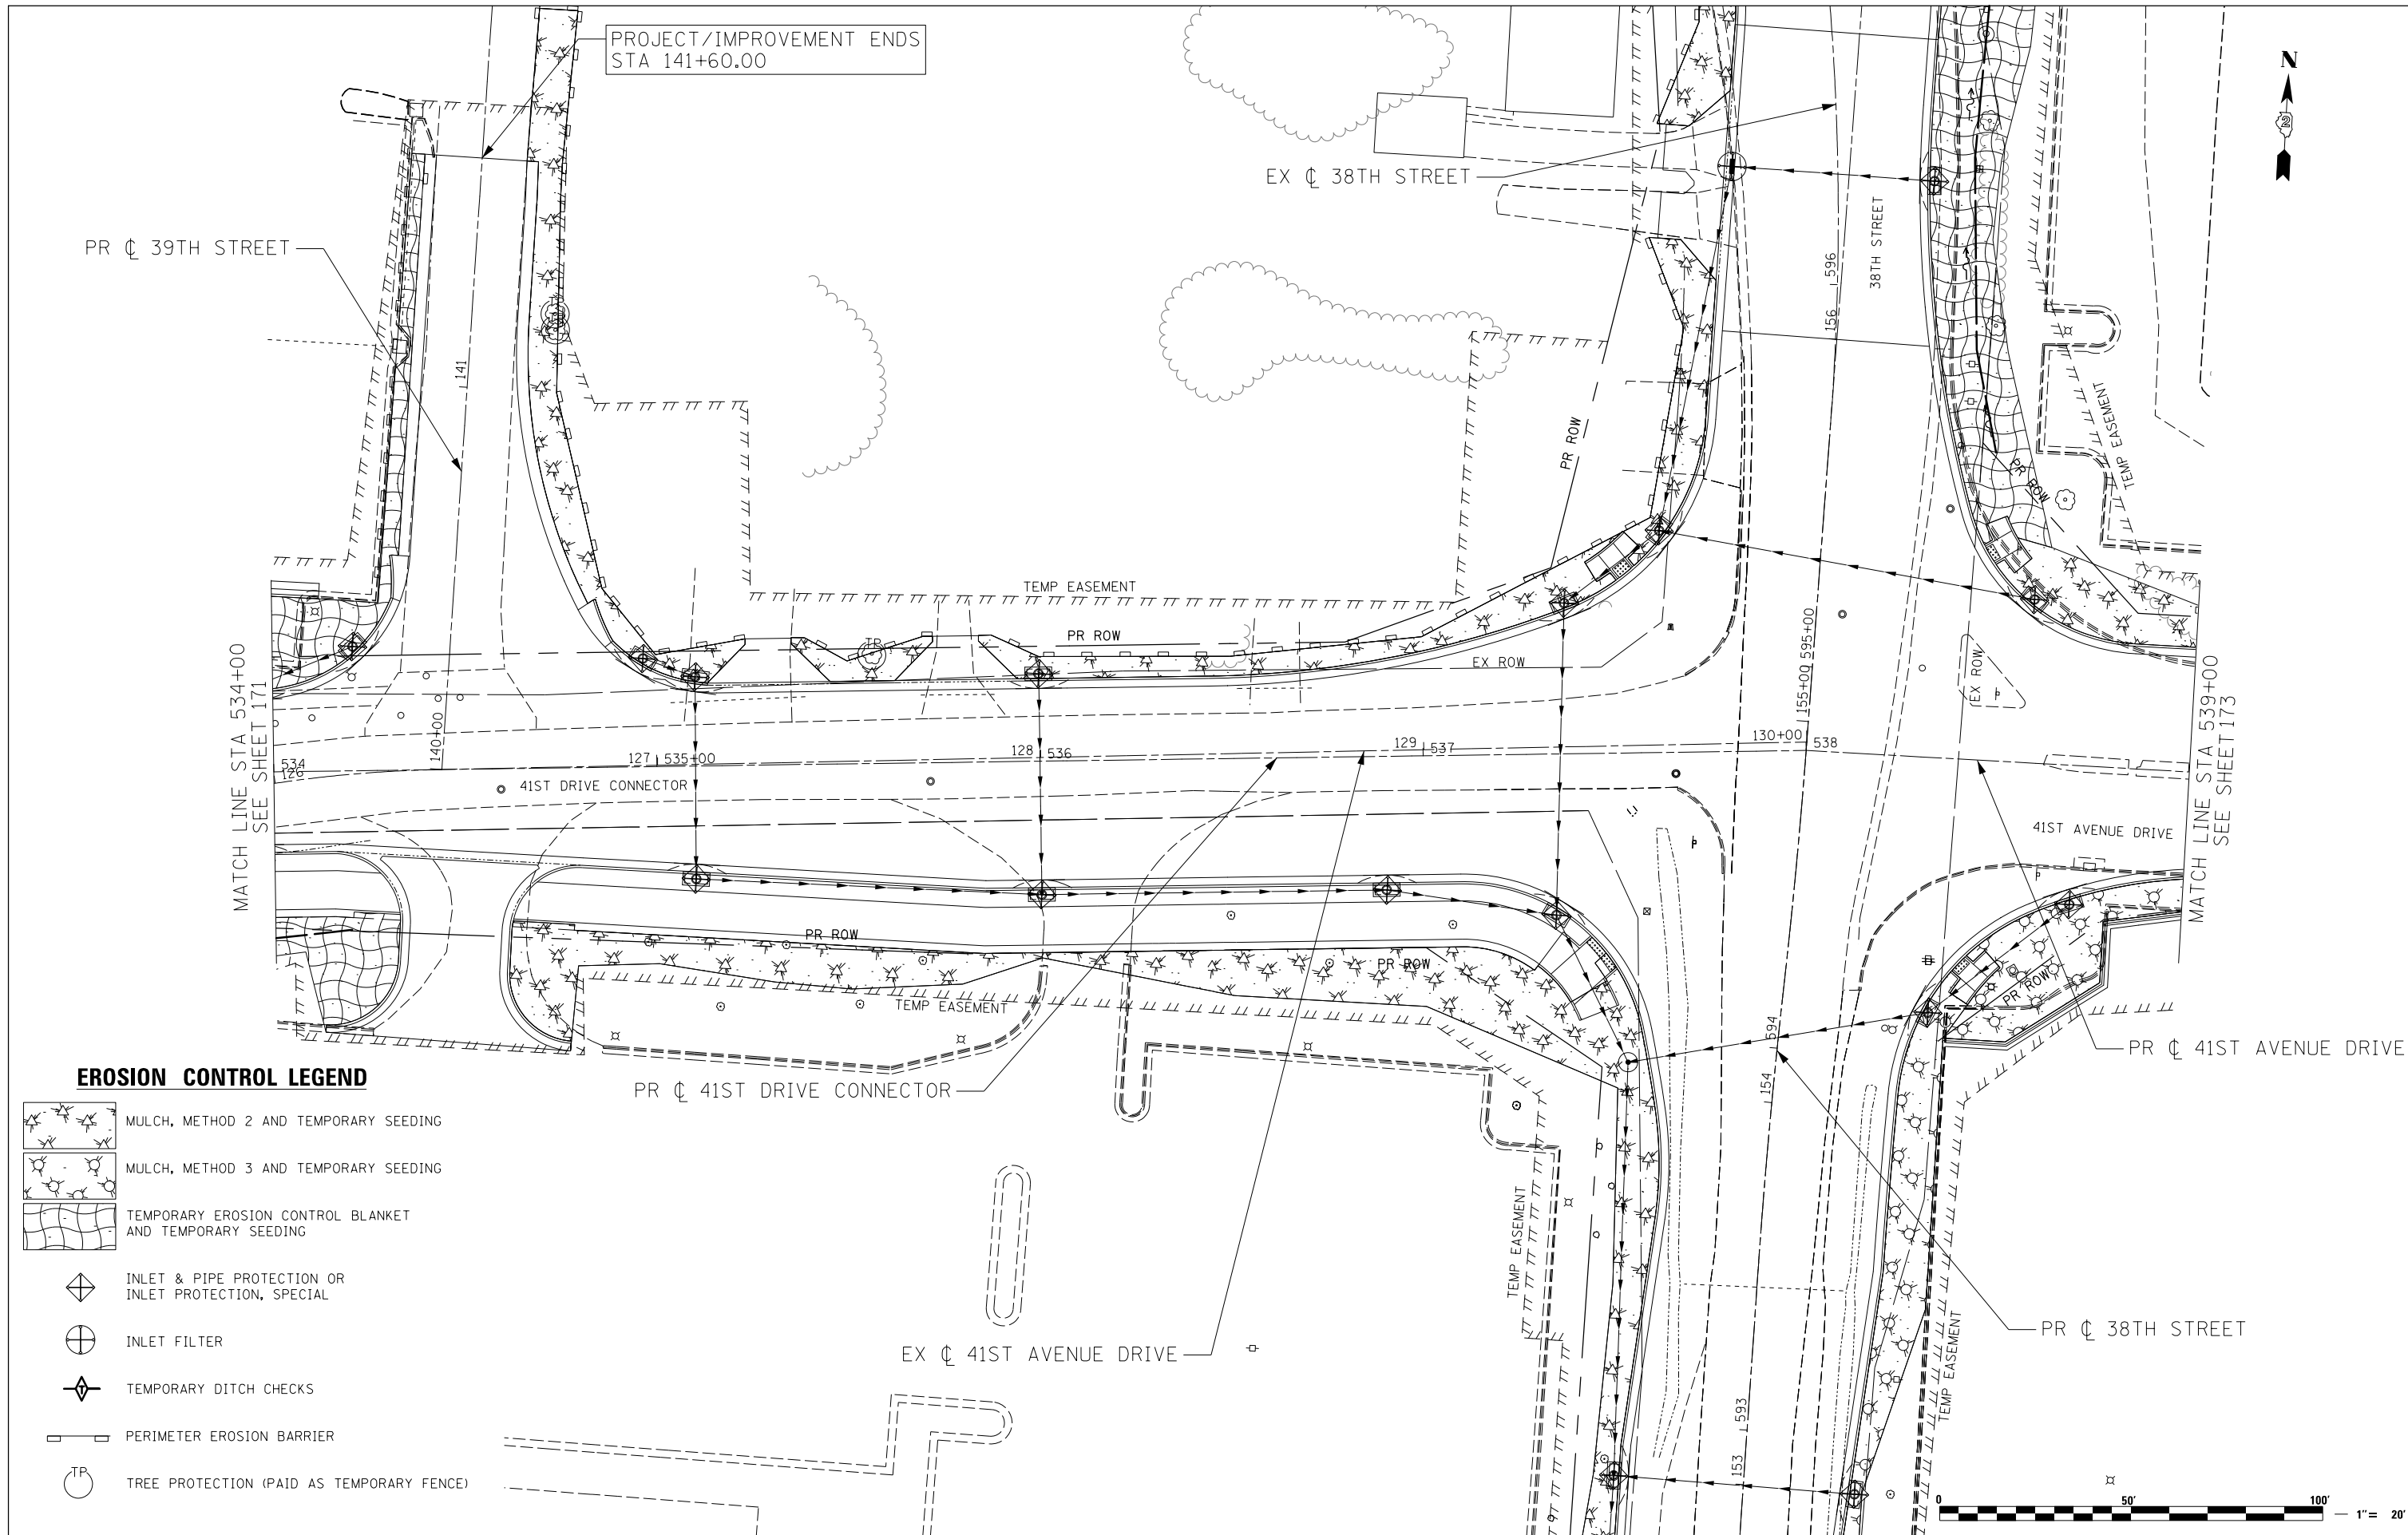 PROJECT/IMPROVEMENT ENDS
STA 141+60.00
N
EX ℄ 38TH STREET
PR ℄ 39TH STREET
38TH STREET
596
156
141
TEMP EASEMENT
PR ROW
PR ROW
TP
TEMP EASEMENT
PR ROW
EX ROW
EX ROW
595+00
155+00
MATCH LINE STA 534+00
SEE SHEET 171
140+00
534
126
127
535+00
128
536
129
537
130+00
538
41ST DRIVE CONNECTOR
41ST AVENUE DRIVE
MATCH LINE STA 539+00
SEE SHEET173
PR ROW
PR ROW
TEMP EASEMENT
PR ROW
594
154
PR ℄ 41ST AVENUE DRIVE
PR ℄ 41ST DRIVE CONNECTOR
EROSION CONTROL LEGEND
MULCH, METHOD 2 AND TEMPORARY SEEDING
MULCH, METHOD 3 AND TEMPORARY SEEDING
TEMPORARY EROSION CONTROL BLANKET
AND TEMPORARY SEEDING
INLET & PIPE PROTECTION OR
INLET PROTECTION, SPECIAL
INLET FILTER
T
TEMPORARY DITCH CHECKS
PERIMETER EROSION BARRIER
TP
TREE PROTECTION (PAID AS TEMPORARY FENCE)
TEMP EASEMENT
EX ℄ 41ST AVENUE DRIVE
PR ℄ 38TH STREET
TEMP EASEMENT
593
153
0 50' 100'
1"= 20'